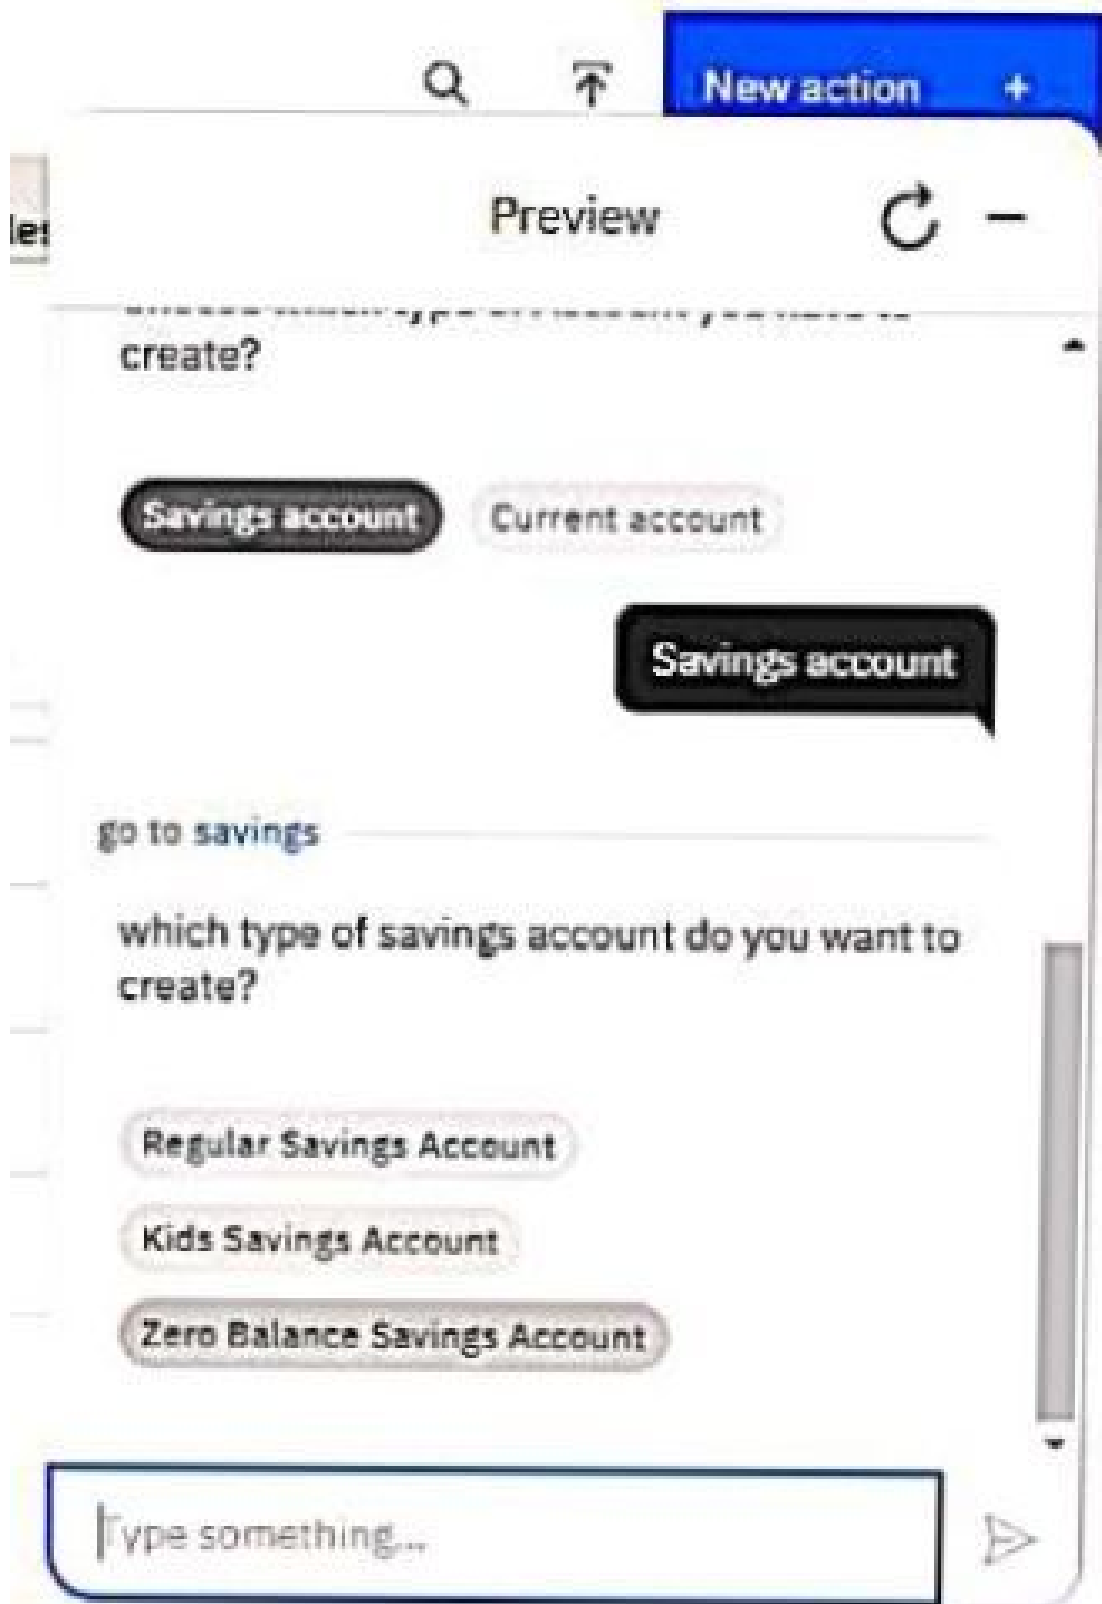 New action +
Preview
create?
Savings account Current account
Savings account
go to savings
which type of savings account do you want to
create?
Regular Savings Account
Kids Savings Account
Zero Balance Savings Account
Type something...